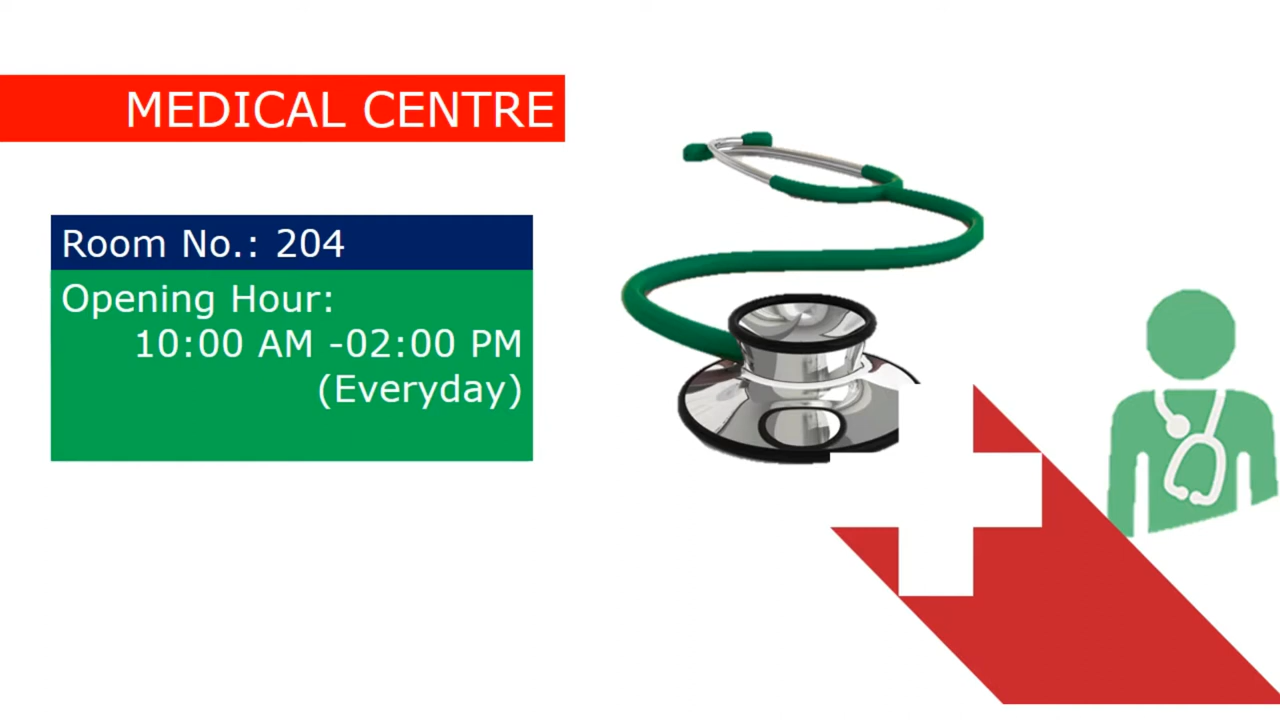 MEDICAL CENTRE
Room No.: 204
Opening Hour:
10:00 AM -02:00 PM
(Everyday)